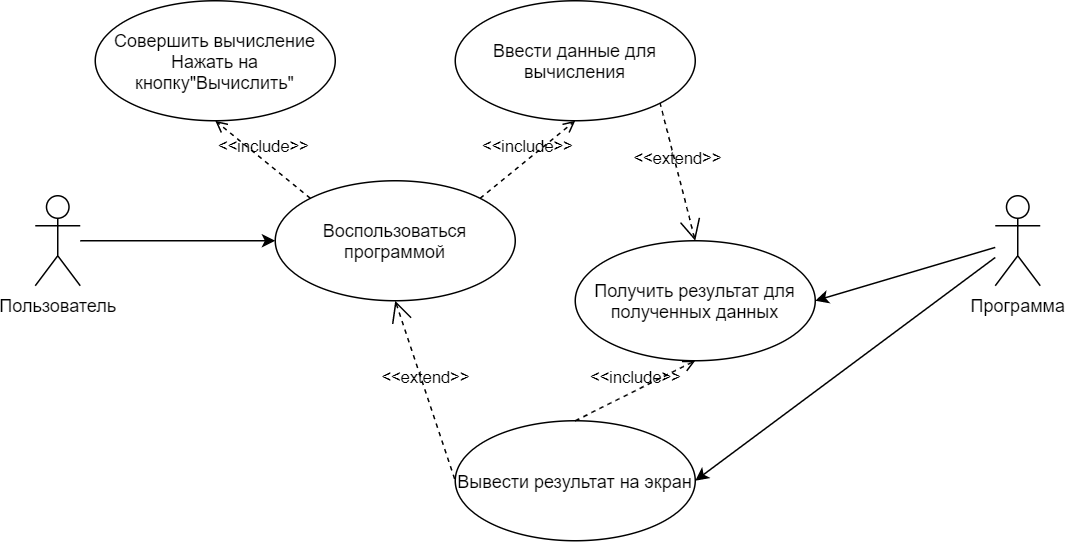 Совершить вычисление
Нажать на
кнопку"Вычислить"
Ввести данные для
вычисления
<<include>>
<<include>>
<<extend>>
Воспользоваться
программой
Пользователь
Получить результат для
полученных данных
Программа
<<extend>>
<<include>>
Вывести результат на экран